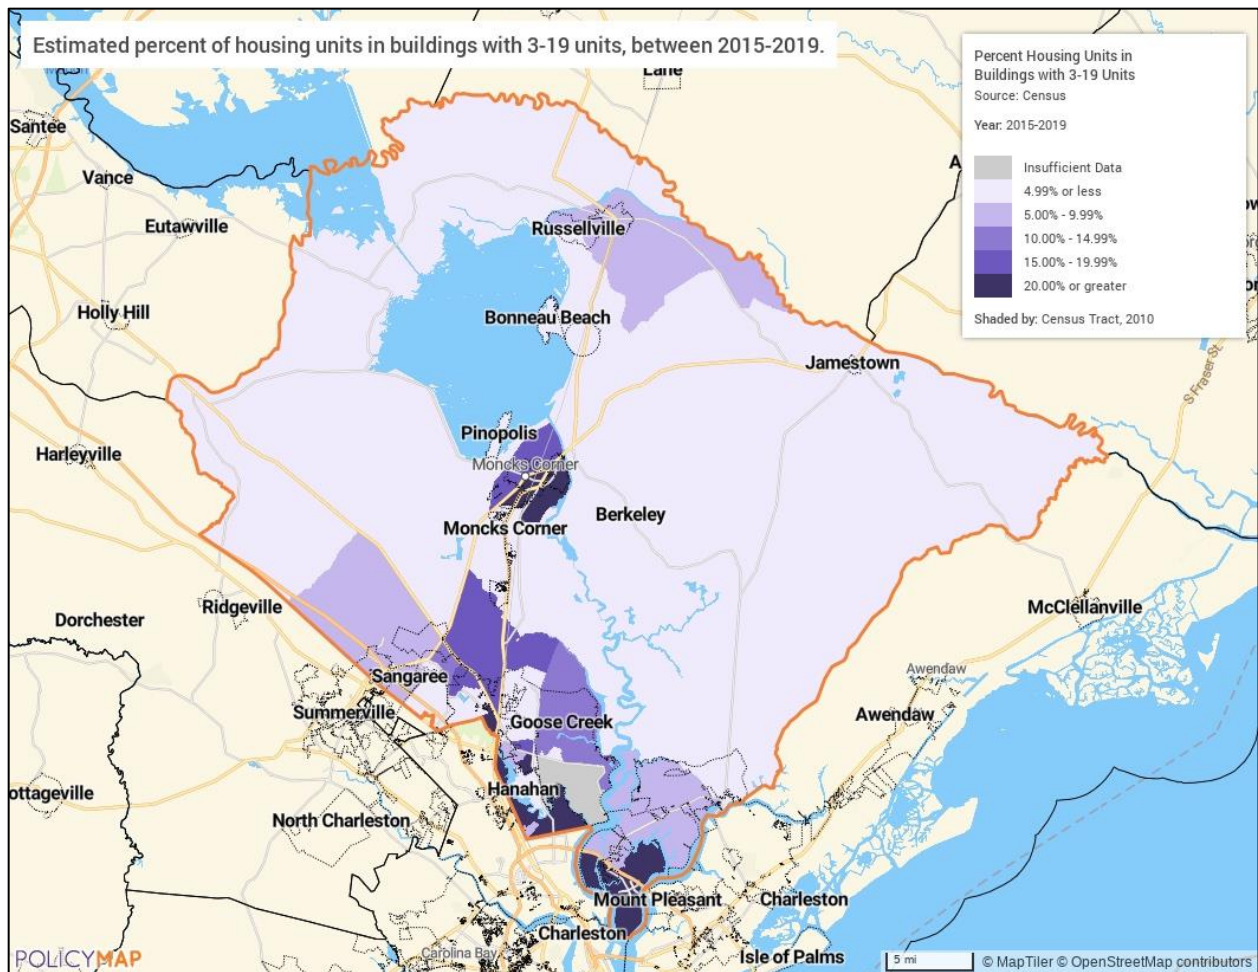 Estimated percent of housing units in buildings with 3-19 units, between 2015-2019.
Percent Housing Units in
Buildings with 3-19 Units
Source: Census
Year: 2015-2019
Insufficient Data
4.99% or less
5.00% - 9.99%
10.00% - 14.99%
15.00% - 19.99%
20.00% or greater
Shaded by: Census Tract, 2010
Lane
Santee
Vance
Eutawville
Russellville
Holly Hill
Bonneau Beach
Jamestown
S Fraser St
Pinopolis
Harleyville
Moncks Corner
Moncks Corner
Berkeley
Ridgeville
Dorchester
McClellanville
Sangaree
Awendaw
Summerville
Goose Creek
Awendaw
Hanahan
ottageville
North Charleston
Mount Pleasant
Charleston
Charleston
Carolina Bay
Isle of Palms
POLICYMAP
5 mi
© MapTiler © OpenStreetMap contributors